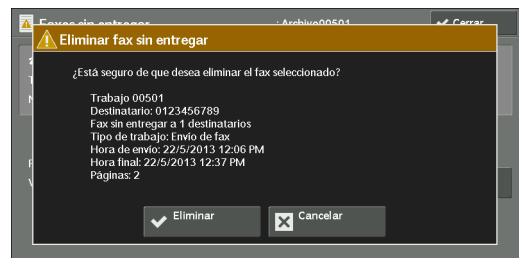 Faxes sin entregar : Archivo00501 Cerrar
Eliminar fax sin entregar
¿Está seguro de que desea eliminar el fax seleccionado?
Trabajo 00501
Destinatario: 0123456789
Fax sin entregar a 1 destinatarios
Tipo de trabajo: Envío de fax
Hora de envío: 22/5/2013 12:06 PM
Hora final: 22/5/2013 12:37 PM
Páginas: 2
Eliminar
Cancelar